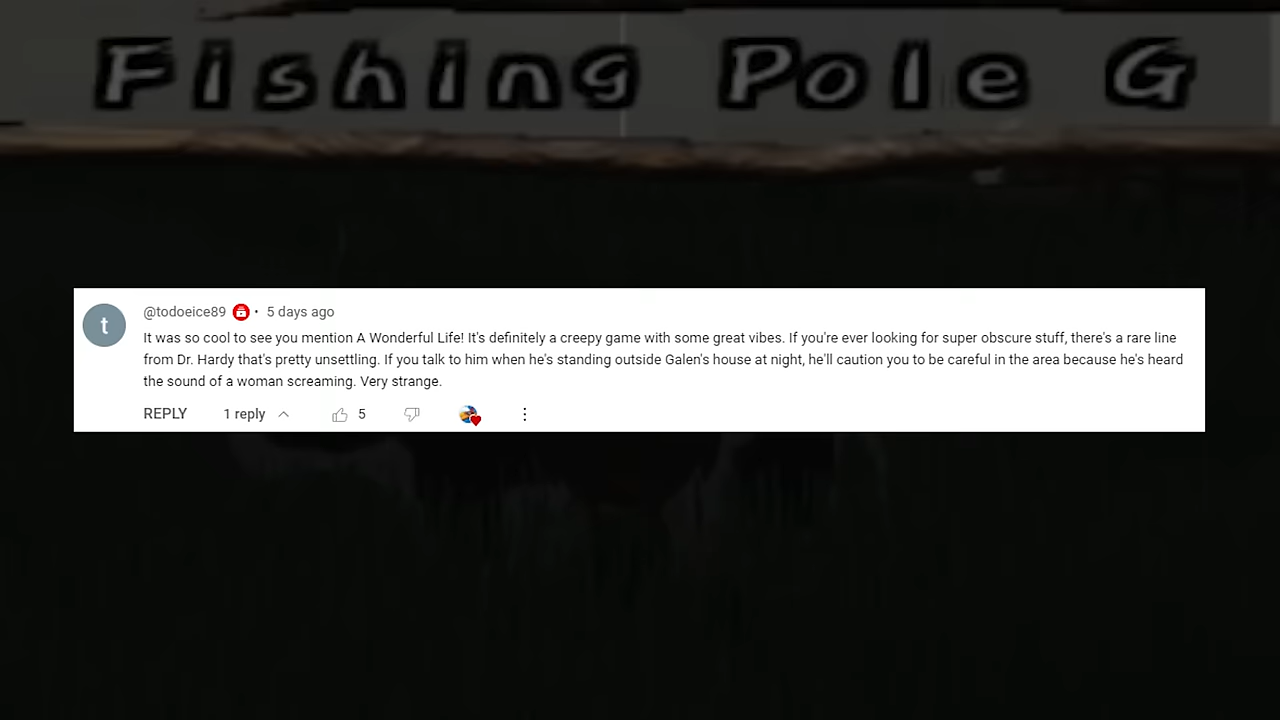 Fishing Pole G
t
@todoeice89 • 5 days ago
It was so cool to see you mention A Wonderful Life! It's definitely a creepy game with some great vibes. If you're ever looking for super obscure stuff, there's a rare line
from Dr. Hardy that's pretty unsettling. If you talk to him when he's standing outside Galen's house at night, he'll caution you to be careful in the area because he's heard
the sound of a woman screaming. Very strange.
REPLY 1 reply 5